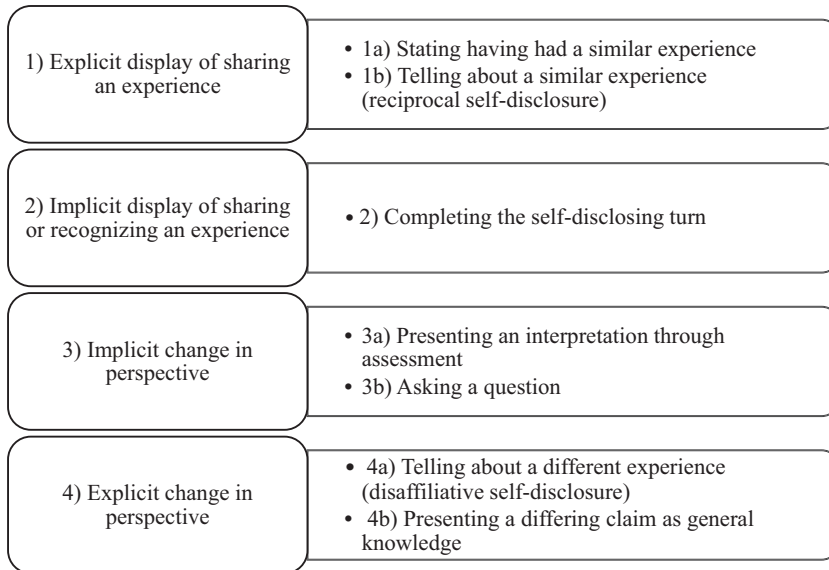 1) Explicit display of sharing
an experience
• 1a) Stating having had a similar experience
• 1b) Telling about a similar experience
(reciprocal self-disclosure)
2) Implicit display of sharing
or recognizing an experience
• 2) Completing the self-disclosing turn
3) Implicit change in
perspective
• 3a) Presenting an interpretation through
assessment
• 3b) Asking a question
4) Explicit change in
perspective
• 4a) Telling about a different experience
(disaffiliative self-disclosure)
• 4b) Presenting a differing claim as general
knowledge